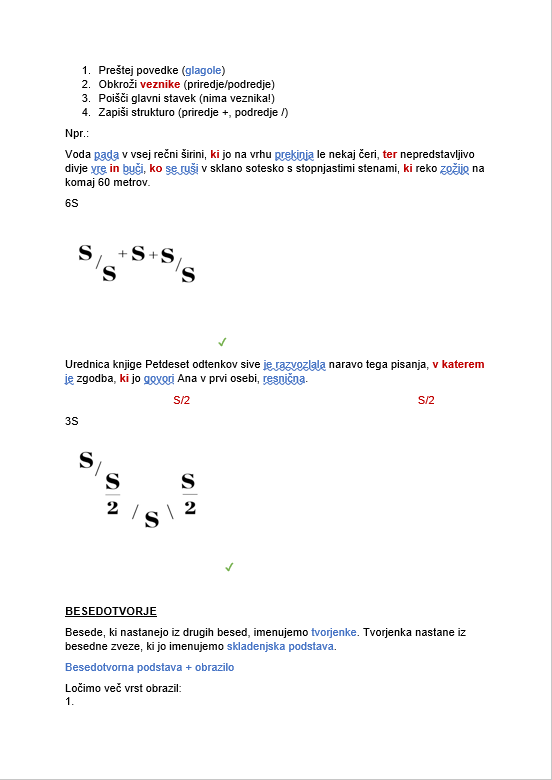 1. Preštej povedke (glagole)
2. Obkroži veznike (priredje/podredje)
3. Poišči glavni stavek (nima veznika!)
4. Zapiši strukturo (priredje +, podredje /)
Npr.:
Voda pada v vsej rečni širini, ki jo na vrhu prekinja le nekaj čeri, ter nepredstavljivo
divje vre in buči, ko se ruši v sklano sotesko s stopnjastimi stenami, ki reko zožijo na
komaj 60 metrov.
6S
S/S+S+S/S
✓
Urednica knjige Petdeset odtenkov sive je razvozlala naravo tega pisanja, v katerem
je zgodba, ki jo govori Ana v prvi osebi, resnična.
S/2 S/2
3S
S/
S S
2 / S \ 2
✓
BESEDOTVORJE
Besede, ki nastanejo iz drugih besed, imenujemo tvorjenke. Tvorjenka nastane iz
besedne zveze, ki jo imenujemo skladenjska podstava.
Besedotvorna podstava + obrazilo
Ločimo več vrst obrazil:
1.